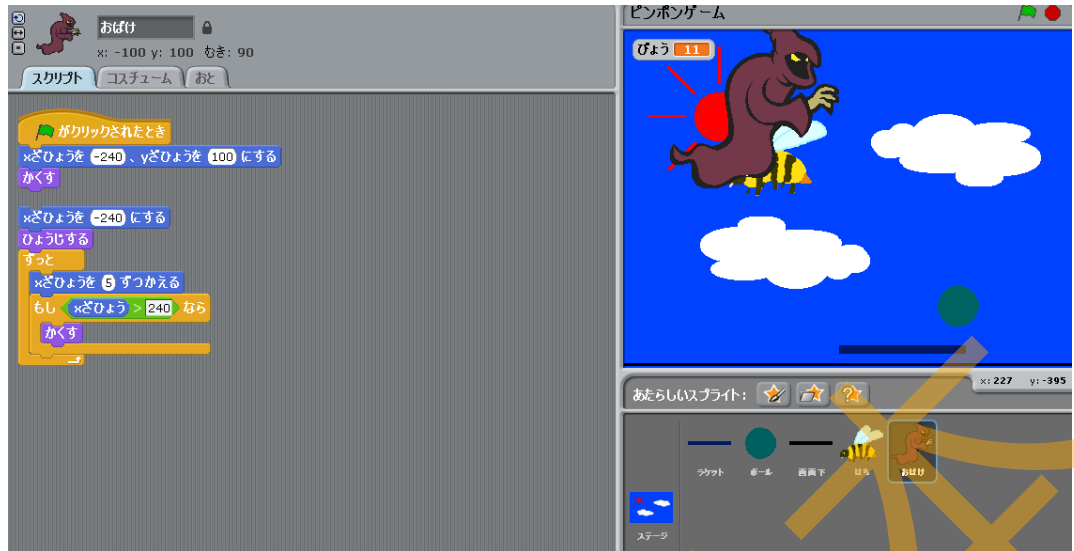 おばけ
x: -100 y: 100 むき: 90
スクリプト コスチューム おと
がクリックされたとき
xざひょうを -240 、yざひょうを 100 にする
かくす
xざひょうを -240 にする
ひょうじする
ずっと
xざひょうを 5 ずつかえる
もし xざひょう > 240 なら
かくす
ピンポンゲーム
びょう 11
x: 227 y: -395
あたらしいスプライト:
ラケット ボール 画面下 はち おばけ
ステージ